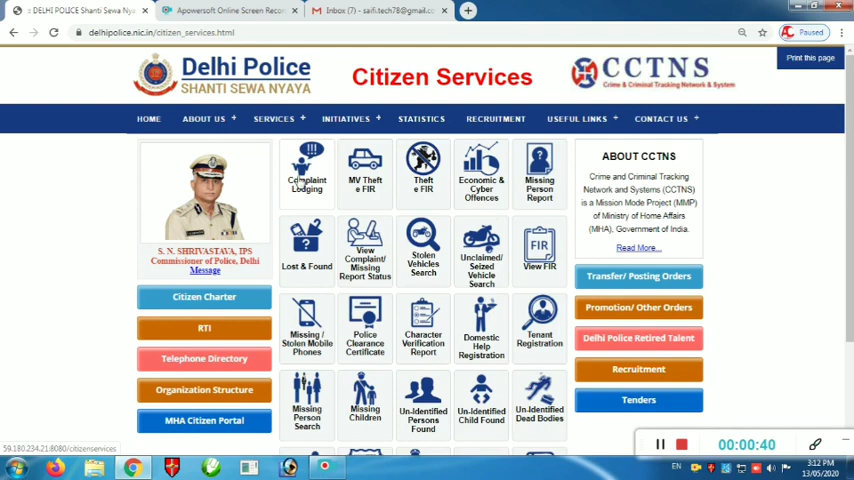 :: DELHI POLICE Shanti Sewa Nya
Apowersoft Online Screen Recor
Inbox (7) - saifi.tech78@gmail.co
delhipolice.nic.in/citizen_services.html
Paused
Delhi Police
SHANTI SEWA NYAYA
Citizen Services
CCTNS
Crime & Criminal Tracking Network & System
Print this page
HOME
ABOUT US +
SERVICES +
INITIATIVES +
STATISTICS
RECRUITMENT
USEFUL LINKS +
CONTACT US +
S. N. SHRIVASTAVA, IPS
Commissioner of Police, Delhi
Message
Citizen Charter
RTI
Telephone Directory
Organization Structure
MHA Citizen Portal
Complaint
Lodging
MV Theft
e FIR
Theft
e FIR
Economic &
Cyber
Offences
Missing
Person
Report
Lost & Found
View
Complaint/
Missing
Report Status
Stolen
Vehicles
Search
Unclaimed/
Seized
Vehicle
Search
FIR
View FIR
Missing /
Stolen Mobile
Phones
Police
Clearance
Certificate
Character
Verification
Report
Domestic
Help
Registration
Tenant
Registration
Missing
Person
Search
Missing
Children
Un-Identified
Persons
Found
Un-Identified
Child Found
Un-Identified
Dead Bodies
ABOUT CCTNS
Crime and Criminal Tracking
Network and Systems (CCTNS)
is a Mission Mode Project (MMP)
of Ministry of Home Affairs
(MHA), Government of India.
Read More...
Transfer/ Posting Orders
Promotion/ Other Orders
Delhi Police Retired Talent
Recruitment
Tenders
59.180.234.21:8080/citizenservices
00:00:40
EN
3:12 PM
13/05/2020